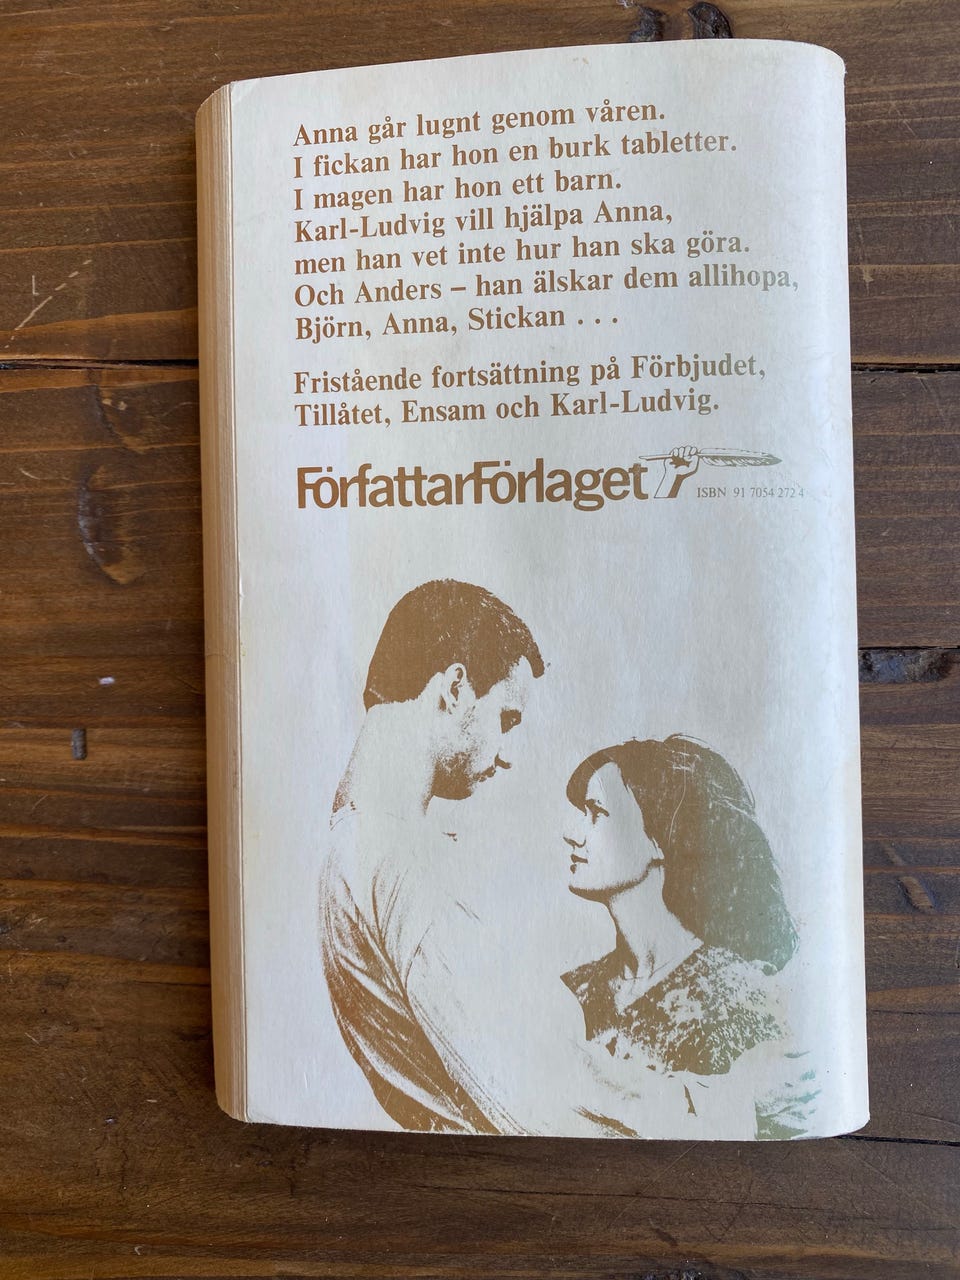 Anna går lugnt genom våren.
I fickan har hon en burk tabletter.
I magen har hon ett barn.
Karl-Ludvig vill hjälpa Anna,
men han vet inte hur han ska göra.
Och Anders – han älskar dem allihopa,
Björn, Anna, Stickan . . .
Fristående fortsättning på Förbjudet,
Tillåtet, Ensam och Karl-Ludvig.
FörfattarFörlaget
ISBN 91 7054 272 4